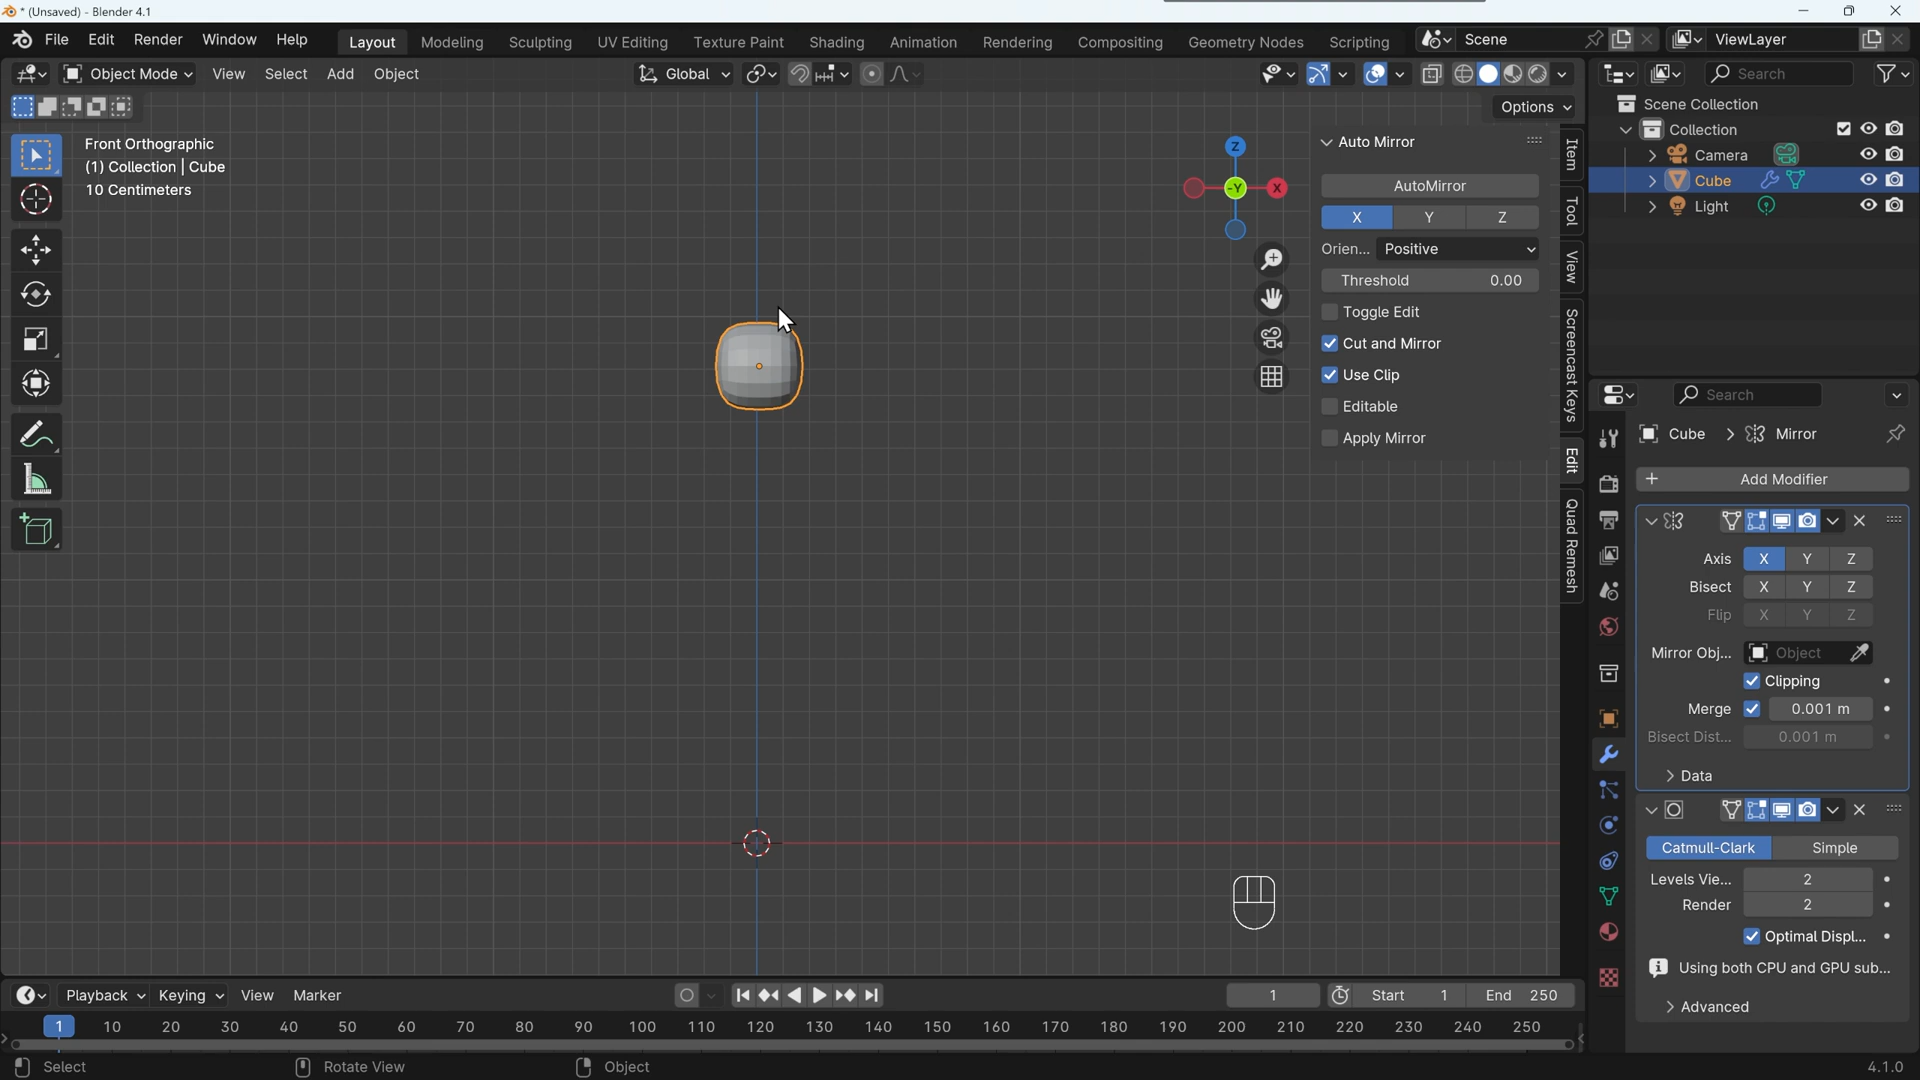 * (Unsaved) - Blender 4.1
File Edit Render Window Help Layout Modeling Sculpting UV Editing Texture Paint Shading Animation Rendering Compositing Geometry Nodes Scripting Scene ViewLayer
Object Mode View Select Add Object Global Search
Options
Front Orthographic
(1) Collection | Cube
10 Centimeters
Z
-Y
X
Auto Mirror
AutoMirror
X Y Z
Orien... Positive
Threshold 0.00
Toggle Edit
Cut and Mirror
Use Clip
Editable
Apply Mirror
Item
Tool
View
Screencast Keys
Edit
Quad Remesh
Scene Collection
Collection
Camera
Cube
Light
Search
Cube > Mirror
+ Add Modifier
Axis X Y Z
Bisect X Y Z
Flip X Y Z
Mirror Obj... Object
Clipping
Merge 0.001 m
Bisect Dist... 0.001 m
Data
Catmull-Clark Simple
Levels Vie... 2
Render 2
Optimal Displ...
Using both CPU and GPU sub...
Advanced
Playback Keying View Marker 1 Start 1 End 250
1 10 20 30 40 50 60 70 80 90 100 110 120 130 140 150 160 170 180 190 200 210 220 230 240 250
Select Rotate View Object 4.1.0